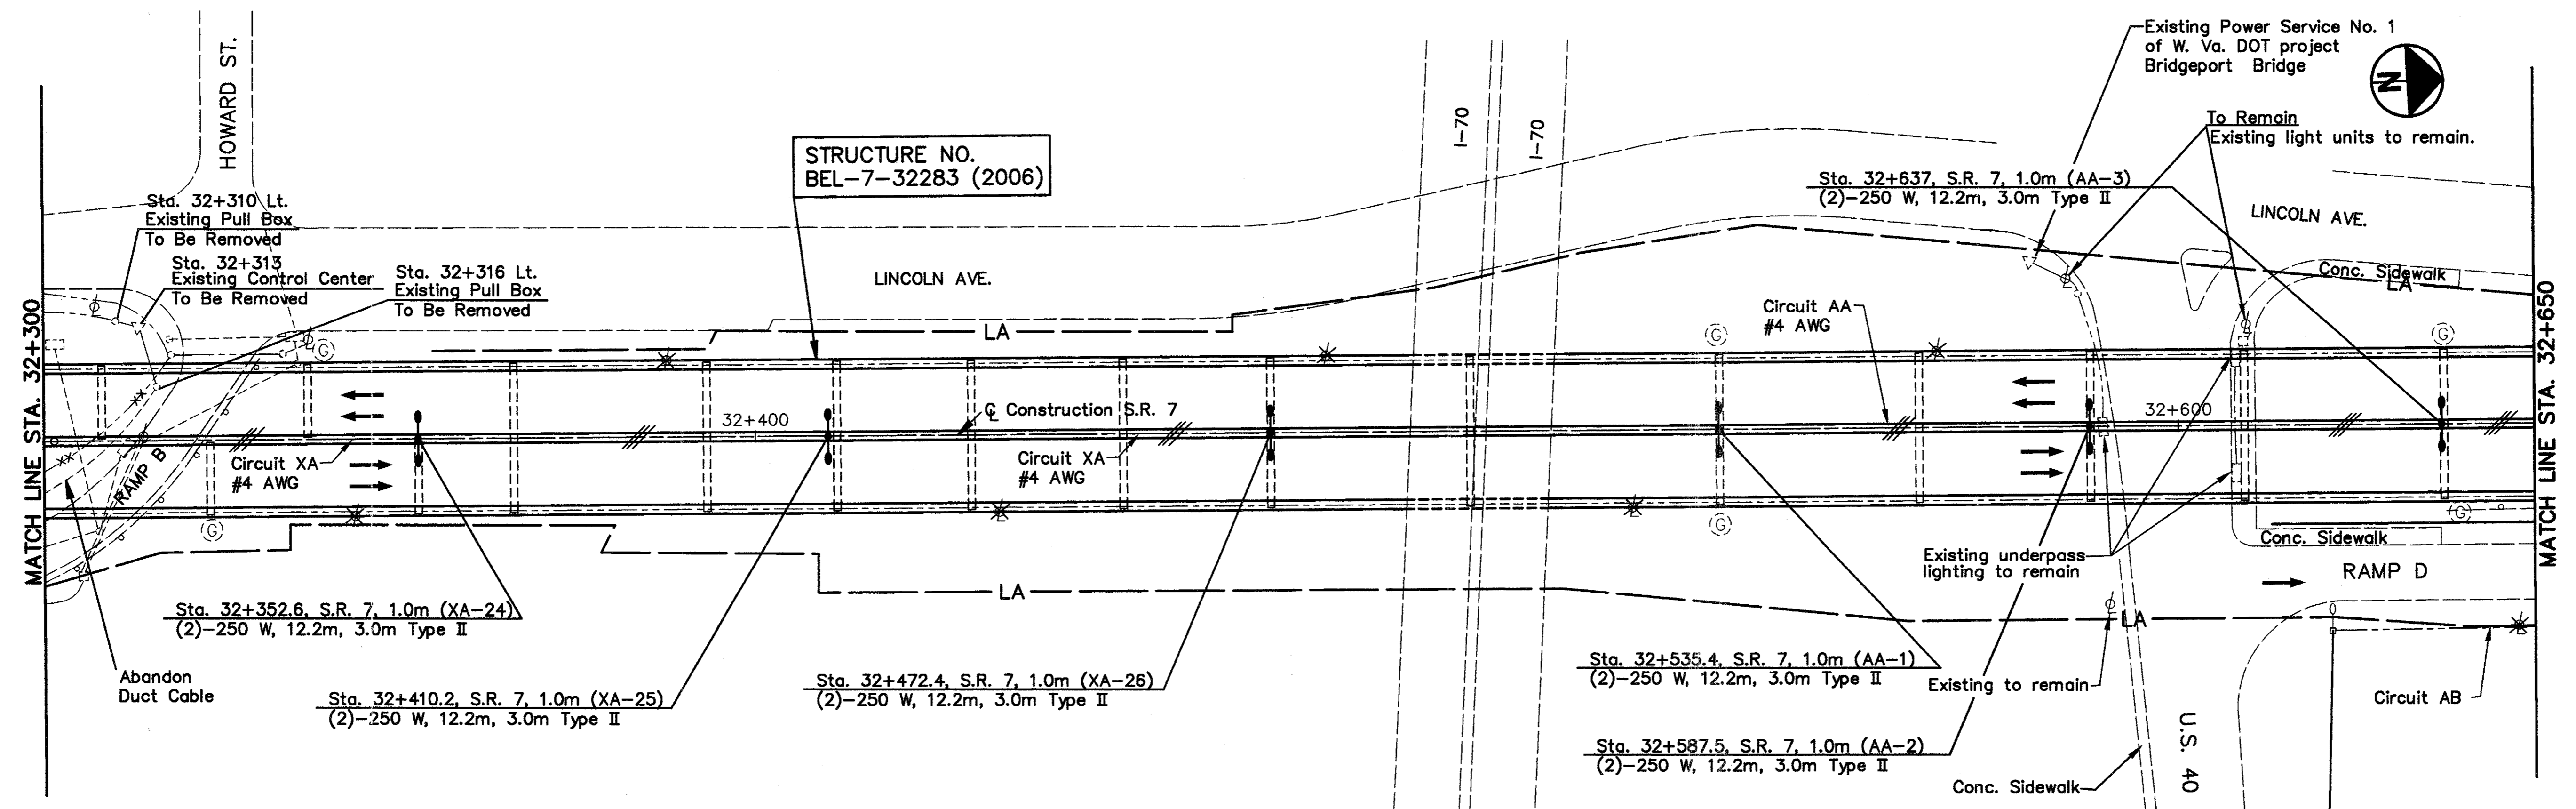 Existing Power Service No. 1
of W. Va. DOT project
Bridgeport Bridge
N
HOWARD ST.
To Remain
Existing light units to remain.
I-70
I-70
STRUCTURE NO.
BEL-7-32283 (2006)
Sta. 32+637, S.R. 7, 1.0m (AA-3)
(2)-250 W, 12.2m, 3.0m Type II
Sta. 32+310 Lt.
Existing Pull Box
To Be Removed
LINCOLN AVE.
Sta. 32+313
Existing Control Center
To Be Removed
Sta. 32+316 Lt.
Existing Pull Box
To Be Removed
LINCOLN AVE.
Conc. Sidewalk
LA
Circuit AA
#4 AWG
LA
G
G
G
MATCH LINE STA. 32+300
MATCH LINE STA. 32+650
32+400
℄ Construction S.R. 7
32+600
Circuit XA
#4 AWG
Circuit XA
#4 AWG
RAMP B
G
G
G
Conc. Sidewalk
Existing underpass
lighting to remain
RAMP D
LA
LA
Sta. 32+352.6, S.R. 7, 1.0m (XA-24)
(2)-250 W, 12.2m, 3.0m Type II
Abandon
Duct Cable
Sta. 32+410.2, S.R. 7, 1.0m (XA-25)
(2)-250 W, 12.2m, 3.0m Type II
Sta. 32+472.4, S.R. 7, 1.0m (XA-26)
(2)-250 W, 12.2m, 3.0m Type II
Sta. 32+535.4, S.R. 7, 1.0m (AA-1)
(2)-250 W, 12.2m, 3.0m Type II
Existing to remain
Circuit AB
Sta. 32+587.5, S.R. 7, 1.0m (AA-2)
(2)-250 W, 12.2m, 3.0m Type II
U.S. 40
Conc. Sidewalk